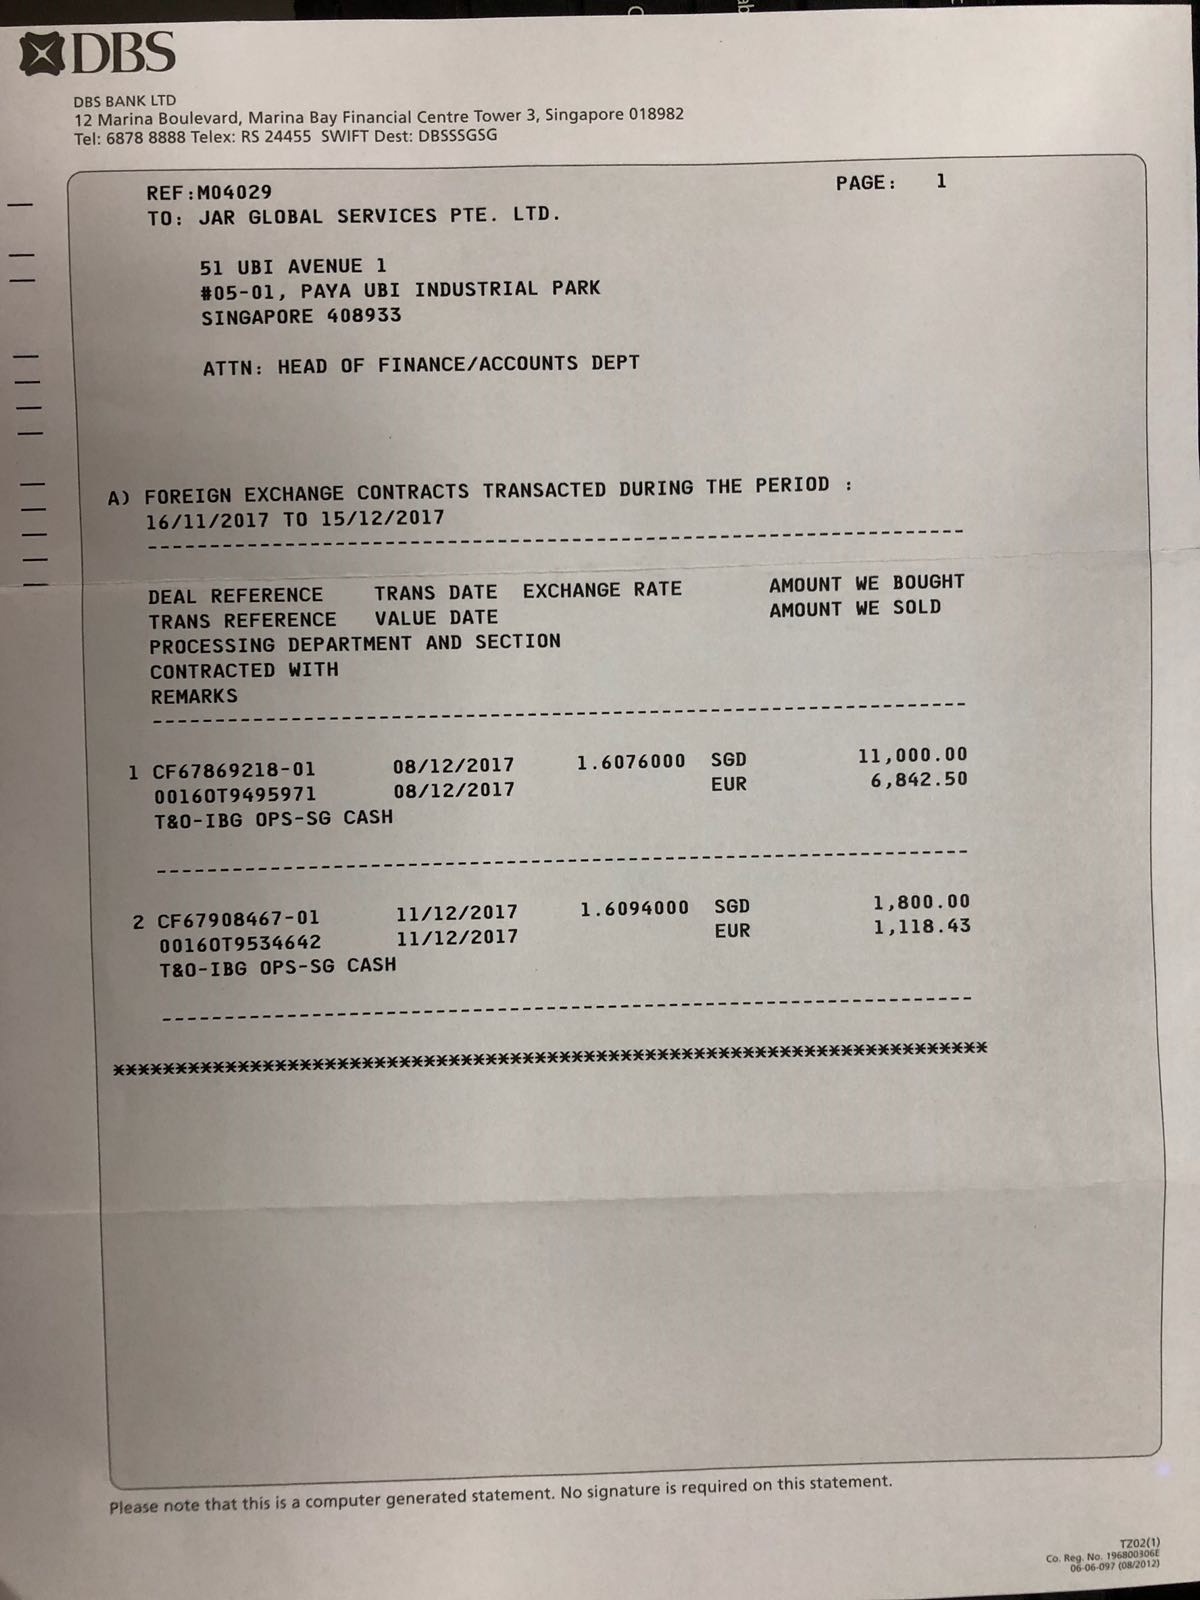 DBS
DBS BANK LTD
12 Marina Boulevard, Marina Bay Financial Centre Tower 3, Singapore 018982
Tel: 6878 8888 Telex: RS 24455 SWIFT Dest: DBSSSGSG
REF:M04029 PAGE: 1
TO: JAR GLOBAL SERVICES PTE. LTD.
51 UBI AVENUE 1
#05-01, PAYA UBI INDUSTRIAL PARK
SINGAPORE 408933
ATTN: HEAD OF FINANCE/ACCOUNTS DEPT
A) FOREIGN EXCHANGE CONTRACTS TRANSACTED DURING THE PERIOD :
16/11/2017 TO 15/12/2017
DEAL REFERENCE TRANS DATE EXCHANGE RATE AMOUNT WE BOUGHT
TRANS REFERENCE VALUE DATE AMOUNT WE SOLD
PROCESSING DEPARTMENT AND SECTION
CONTRACTED WITH
REMARKS
1 CF67869218-01 08/12/2017 1.6076000 SGD 11,000.00
0016OT9495971 08/12/2017 EUR 6,842.50
T&O-IBG OPS-SG CASH
2 CF67908467-01 11/12/2017 1.6094000 SGD 1,800.00
0016OT9534642 11/12/2017 EUR 1,118.43
T&O-IBG OPS-SG CASH
Please note that this is a computer generated statement. No signature is required on this statement.
TZ02(1)
Co. Reg. No. 196800306E
06-06-097 (08/2012)